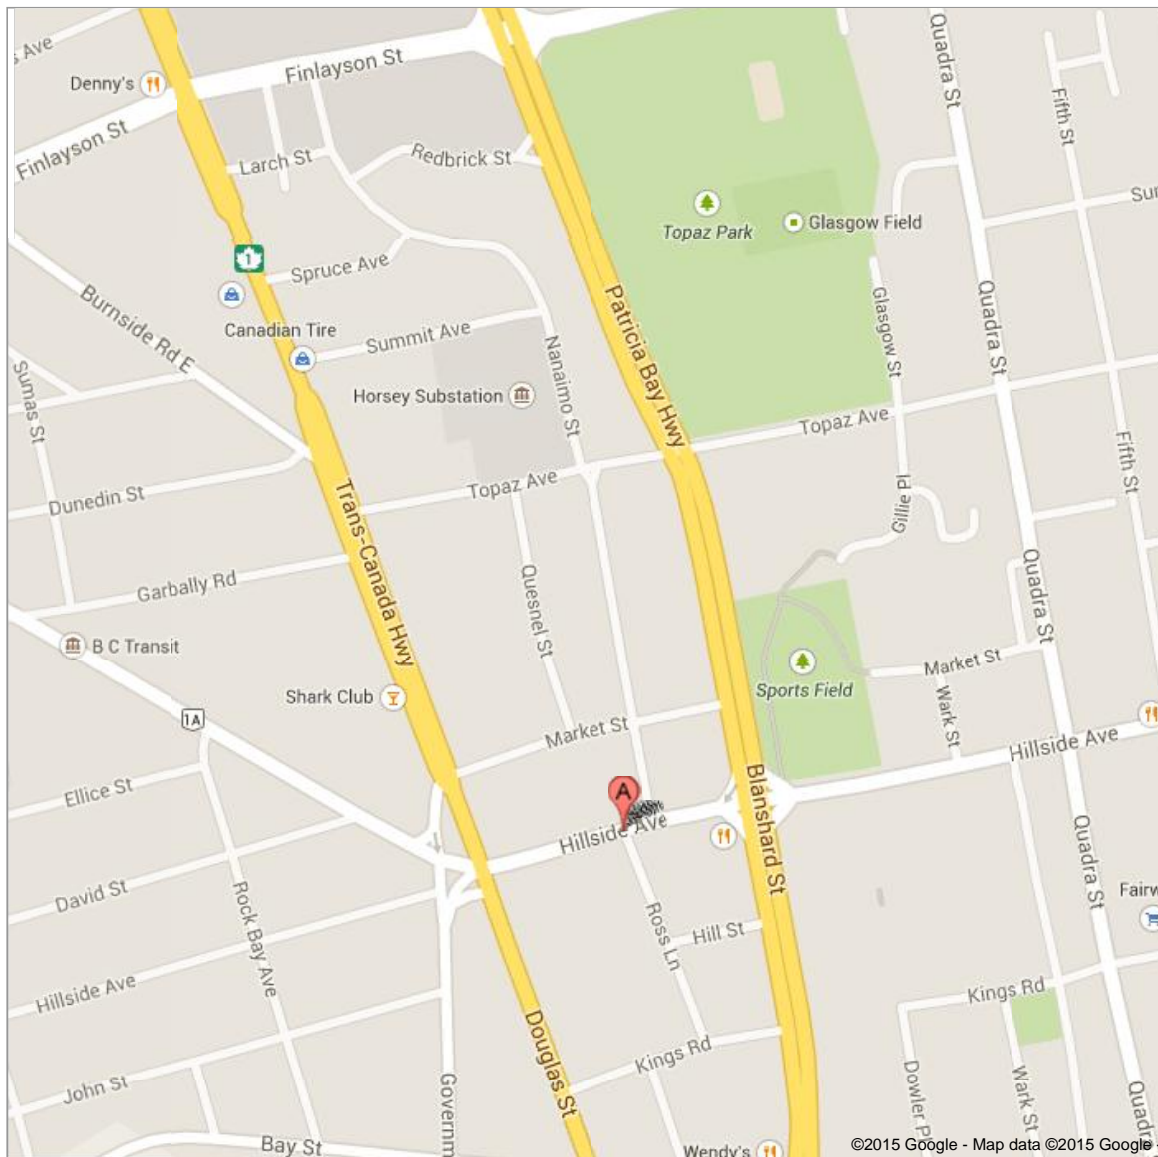 s Ave
Denny's
Finlayson St
Finlayson St
Quadra St
Fifth St
Larch St
Redbrick St
Sur
Topaz Park
Glasgow Field
1
Spruce Ave
Burnside Rd E
Canadian Tire
Summit Ave
Patricia Bay Hwy
Glasgow St
Quadra St
Sumas St
Nanaimo St
Horsey Substation
Topaz Ave
Fifth St
Dunedin St
Topaz Ave
Trans-Canada Hwy
Gillie Pl
Garbally Rd
Quesnel St
Quadra St
B C Transit
Shark Club
Sports Field
Market St
1A
Market St
Wark St
Hillside Ave
Ellice St
A
Blanshard St
Hillside Ave
Quadra St
David St
Rock Bay Ave
Ross Ln
Hill St
Fairw
Hillside Ave
Kings Rd
Douglas St
Kings Rd
John St
Governm
Dowler Pl
Wark St
Quadra
Bay St
Wendy's
©2015 Google - Map data ©2015 Google -